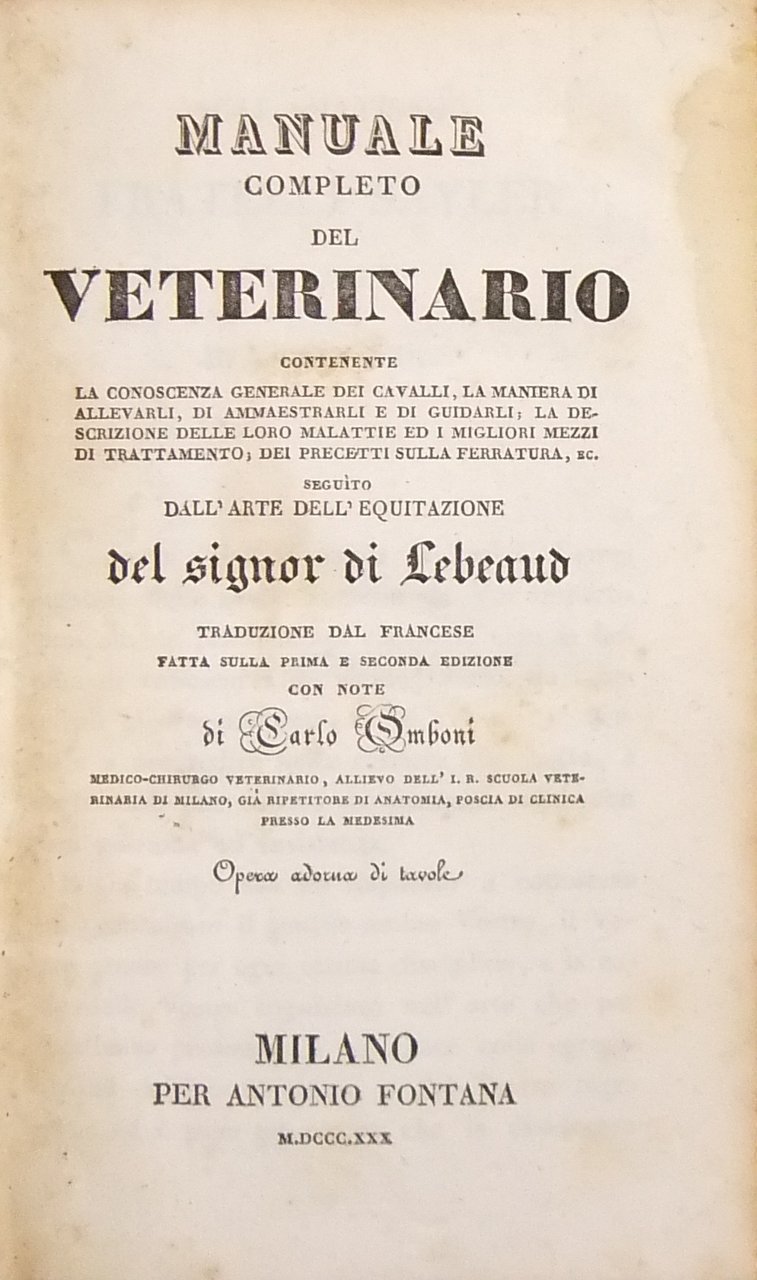 MANUALE
COMPLETO
DEL
VETERINARIO
CONTENENTE
LA CONOSCENZA GENERALE DEI CAVALLI, LA MANIERA DI
ALLEVARLI, DI AMMAESTRARLI E DI GUIDARLI; LA DE-
SCRIZIONE DELLE LORO MALATTIE ED I MIGLIORI MEZZI
DI TRATTAMENTO; DEI PRECETTI SULLA FERRATURA, EC.
SEGUÌTO
DALL' ARTE DELL' EQUITAZIONE
del signor di Lebeaud
TRADUZIONE DAL FRANCESE
FATTA SULLA PRIMA E SECONDA EDIZIONE
CON NOTE
di Carlo Omboni
MEDICO-CHIRURGO VETERINARIO, ALLIEVO DELL' I. R. SCUOLA VETE-
RINARIA DI MILANO, GIÀ RIPETITORE DI ANATOMIA, POSCIA DI CLINICA
PRESSO LA MEDESIMA
Opera adorna di tavole
MILANO
PER ANTONIO FONTANA
M.DCCC.XXX